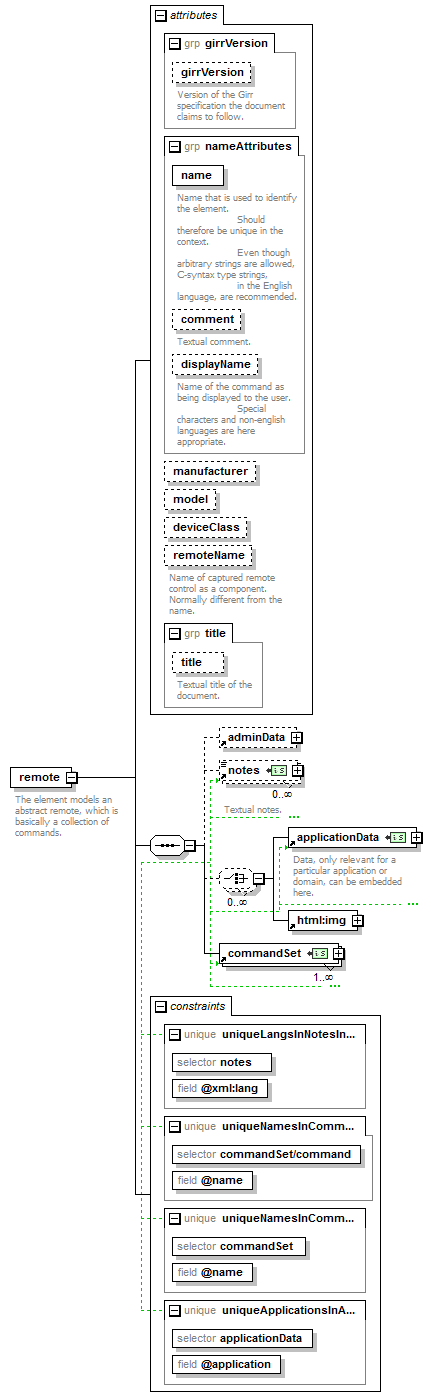 attributes
grp girrVersion
girrVersion
Version of the Girr
specification the document
claims to follow.
grp nameAttributes
name
Name that is used to identify
the element.
Should
therefore be unique in the
context.
Even though
arbitrary strings are allowed,
C-syntax type strings,
in the English
language, are recommended.
comment
Textual comment.
displayName
Name of the command as
being displayed to the user.
Special
characters and non-english
languages are here
appropriate.
manufacturer
model
deviceClass
remoteName
Name of captured remote
control as a component.
Normally different from the
name.
grp title
title
Textual title of the
document.
remote
The element models an
abstract remote, which is
basically a collection of
commands.
adminData
notes
0..∞
Textual notes.
applicationData
Data, only relevant for a
particular application or
domain, can be embedded
here.
0..∞
html:img
commandSet
1..∞
constraints
unique uniqueLangsInNotesIn...
selector notes
field @xml:lang
unique uniqueNamesInComm...
selector commandSet/command
field @name
unique uniqueNamesInComm...
selector commandSet
field @name
unique uniqueApplicationsInA...
selector applicationData
field @application